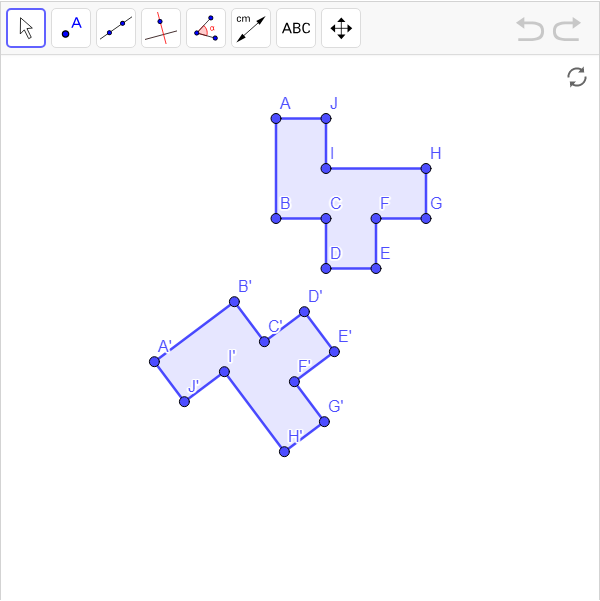 A cm ABC
α
A J
I H
B C F G
D E
B' D'
C' E'
A' I' F'
J' G'
H'